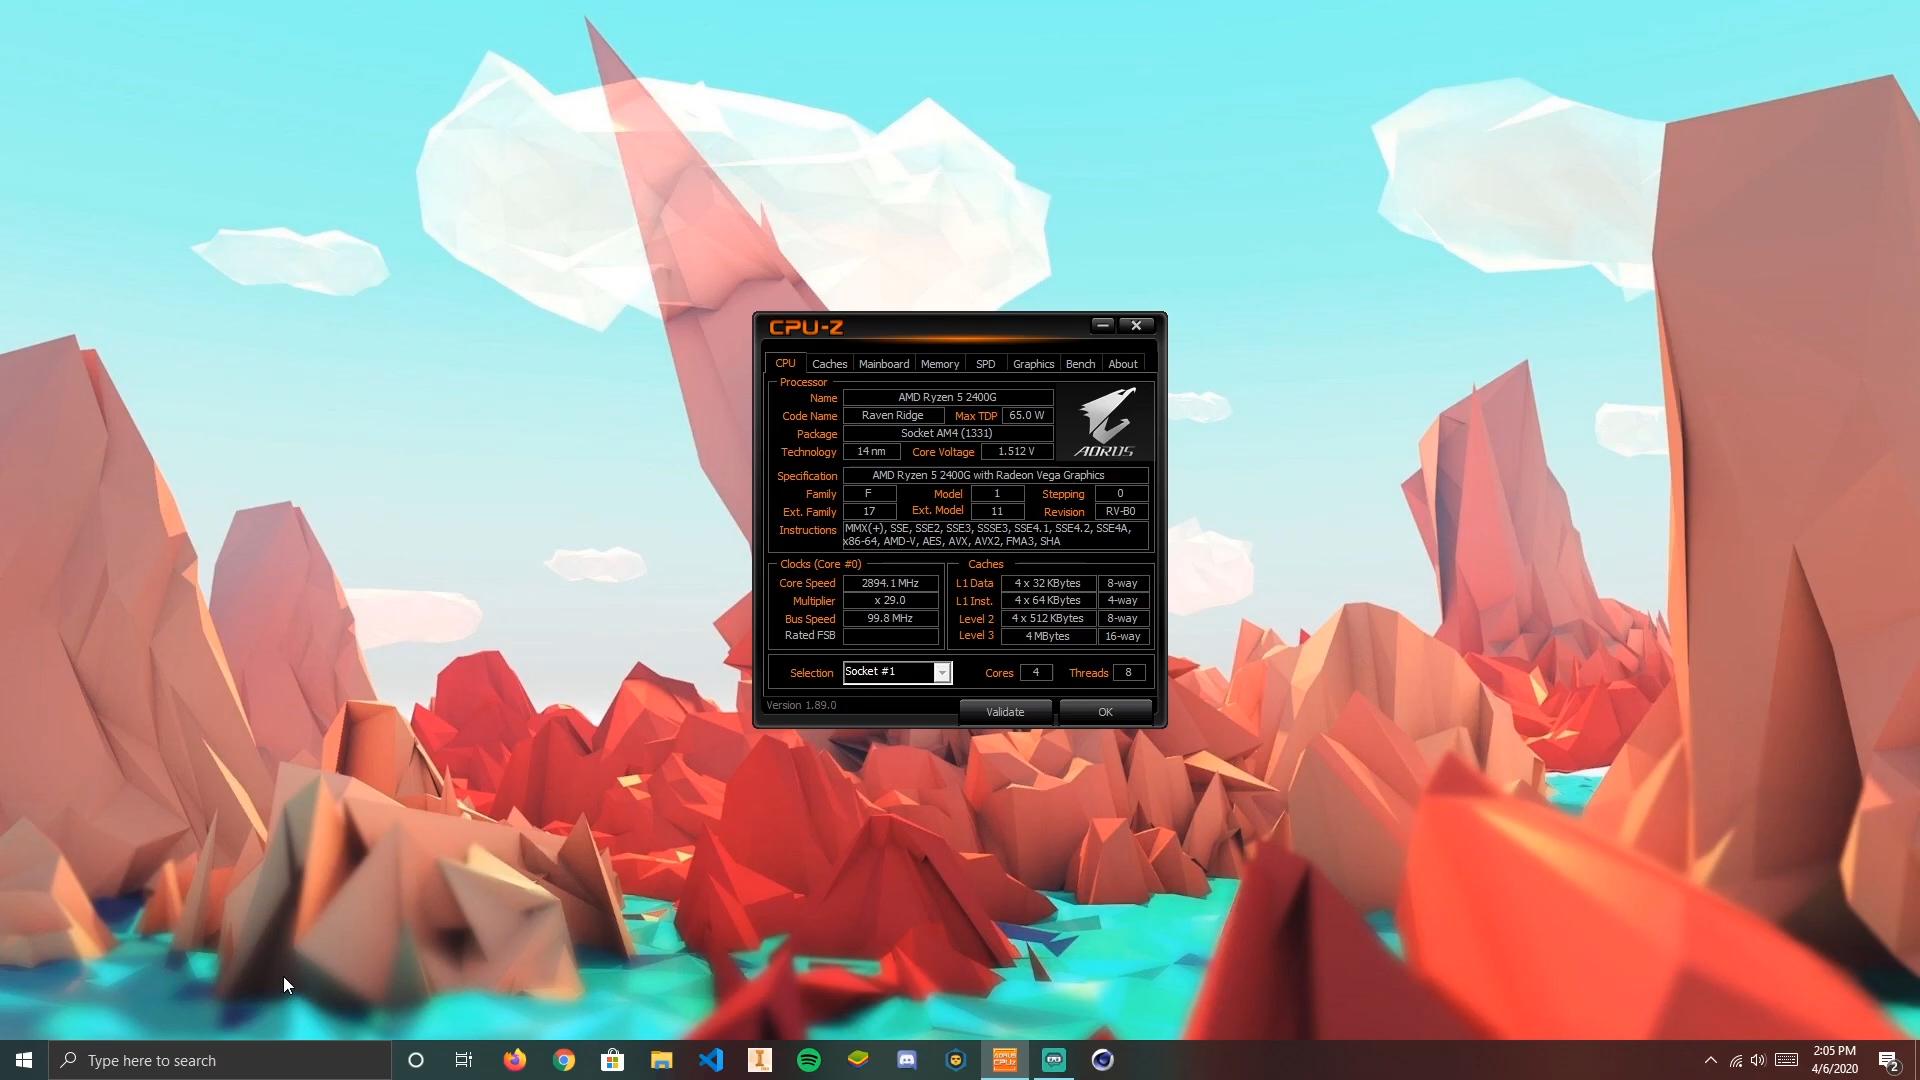 CPU-Z
CPU Caches Mainboard Memory SPD Graphics Bench About
Processor
Name AMD Ryzen 5 2400G
Code Name Raven Ridge Max TDP 65.0 W
Package Socket AM4 (1331)
Technology 14 nm Core Voltage 1.512 V
AORUS
Specification AMD Ryzen 5 2400G with Radeon Vega Graphics
Family F Model 1 Stepping 0
Ext. Family 17 Ext. Model 11 Revision RV-B0
Instructions MMX(+), SSE, SSE2, SSE3, SSSE3, SSE4.1, SSE4.2, SSE4A,
x86-64, AMD-V, AES, AVX, AVX2, FMA3, SHA
Clocks (Core #0) Caches
Core Speed 2894.1 MHz L1 Data 4 x 32 KBytes 8-way
Multiplier x 29.0 L1 Inst. 4 x 64 KBytes 4-way
Bus Speed 99.8 MHz Level 2 4 x 512 KBytes 8-way
Rated FSB Level 3 4 MBytes 16-way
Selection Socket #1 Cores 4 Threads 8
Version 1.89.0
Validate OK
Type here to search
AORUS
CPUz
2:05 PM
4/6/2020
2